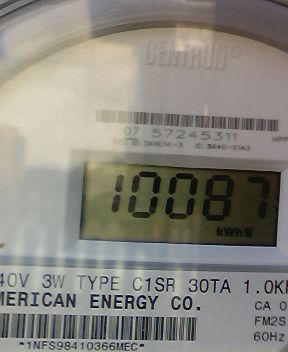 CENTRON®
07 57245311
10087
kWh
40V 3W TYPE C1SR 30TA 1.0K
MERICAN ENERGY CO.
CA 0
FM2S
60Hz
*1NFS98410366MEC*